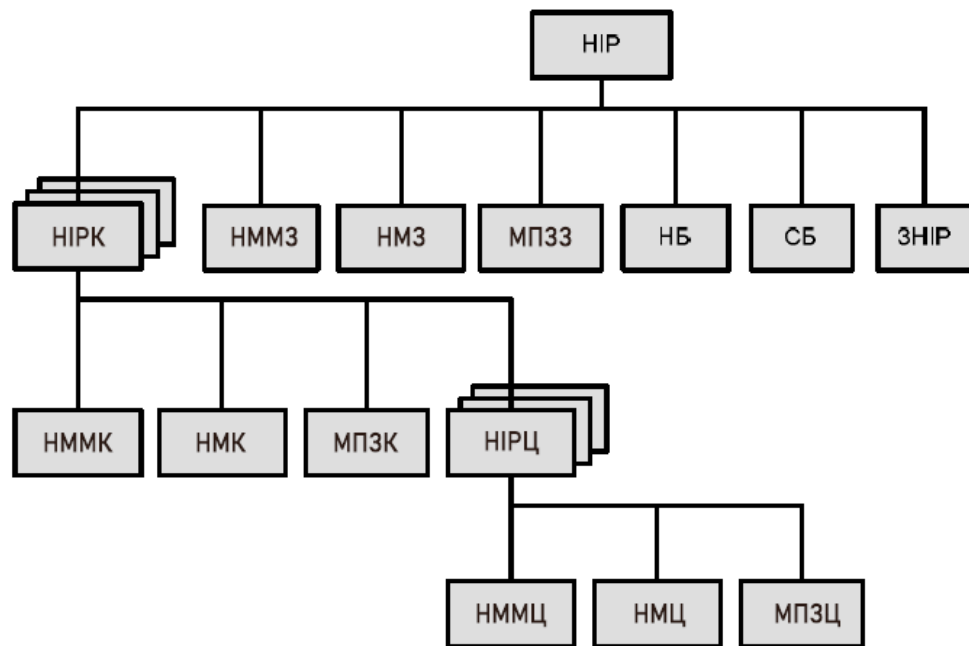 НІР
НІРК
НММЗ
НМЗ
МПЗЗ
НБ
СБ
ЗНІР
НММК
НМК
МПЗК
НІРЦ
НММЦ
НМЦ
МПЗЦ